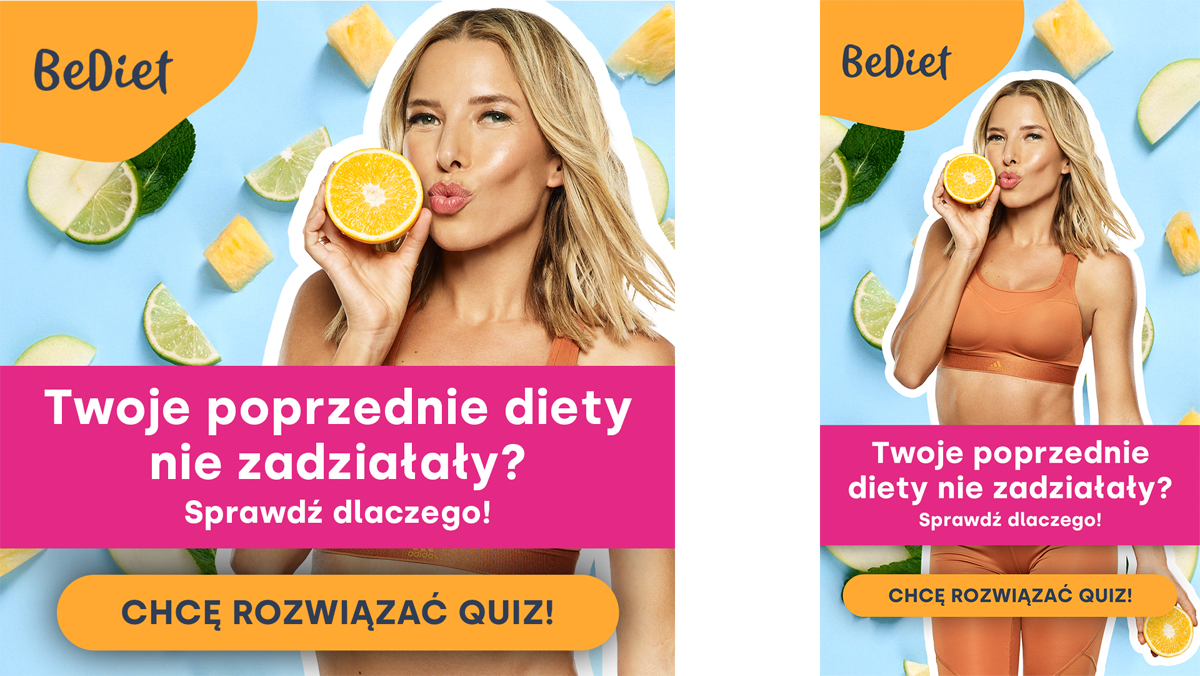 BeDiet
Twoje poprzednie diety
nie zadziałały?
Sprawdź dlaczego!
adidas
CHCĘ ROZWIĄZAĆ QUIZ!
BeDiet
Twoje poprzednie
diety nie zadziałały?
Sprawdź dlaczego!
CHCĘ ROZWIĄZAĆ QUIZ!